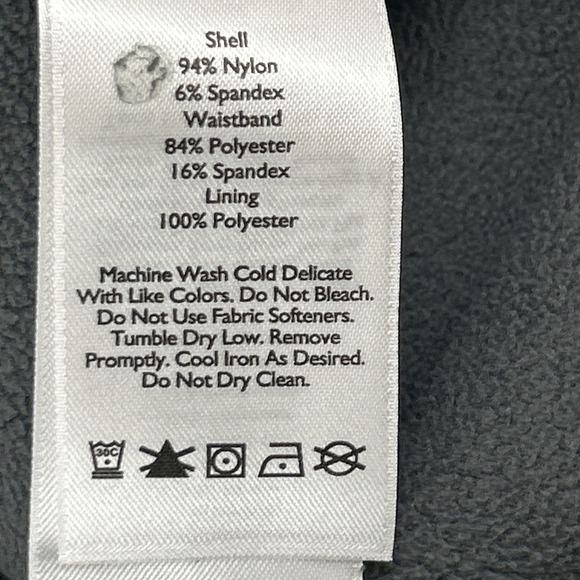 Shell
94% Nylon
6% Spandex
Waistband
84% Polyester
16% Spandex
Lining
100% Polyester
Machine Wash Cold Delicate
With Like Colors. Do Not Bleach.
Do Not Use Fabric Softeners.
Tumble Dry Low. Remove
Promptly. Cool Iron As Desired.
Do Not Dry Clean.
30C